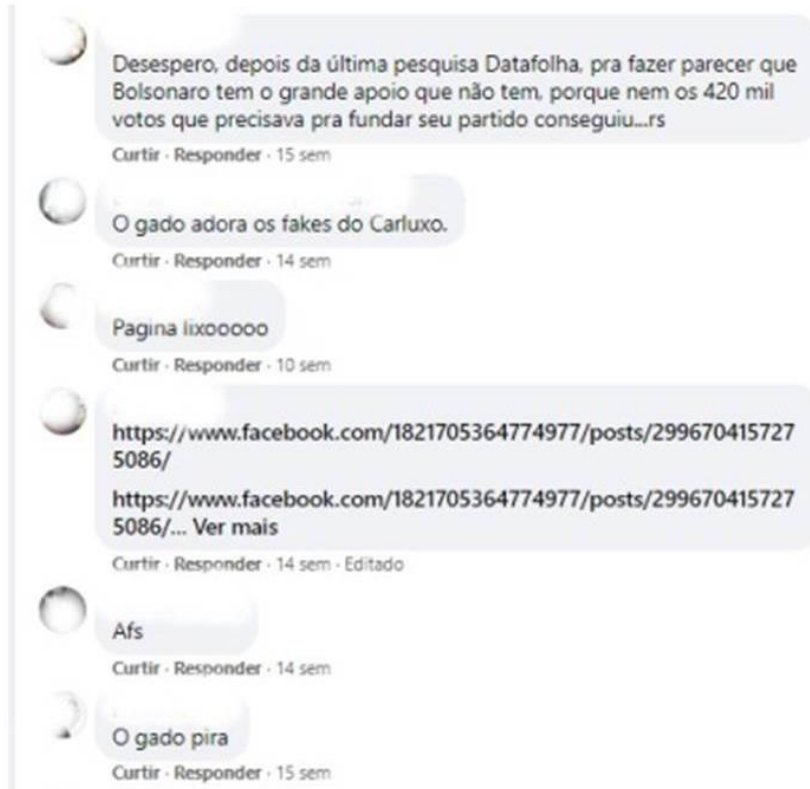 Desespero, depois da última pesquisa Datafolha, pra fazer parecer que
Bolsonaro tem o grande apoio que não tem, porque nem os 420 mil
votos que precisava pra fundar seu partido conseguiu...rs
Curtir · Responder · 15 sem
O gado adora os fakes do Carluxo.
Curtir · Responder · 14 sem
Pagina lixooooo
Curtir · Responder · 10 sem
https://www.facebook.com/1821705364774977/posts/299670415727
5086/
https://www.facebook.com/1821705364774977/posts/299670415727
5086/... Ver mais
Curtir · Responder · 14 sem · Editado
Afs
Curtir · Responder · 14 sem
O gado pira
Curtir · Responder · 15 sem